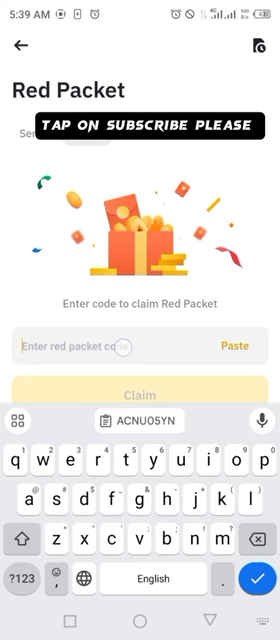 5:39 AM
4G
Red Packet
TAP ON SUBSCRIBE PLEASE
Enter code to claim Red Packet
Enter red packet code
Paste
Claim
ACNU05YN
q w e r t y u i o p
@ # $ - & + ( )
a s d f g h j k l
z x c v b n m
?123 , English .